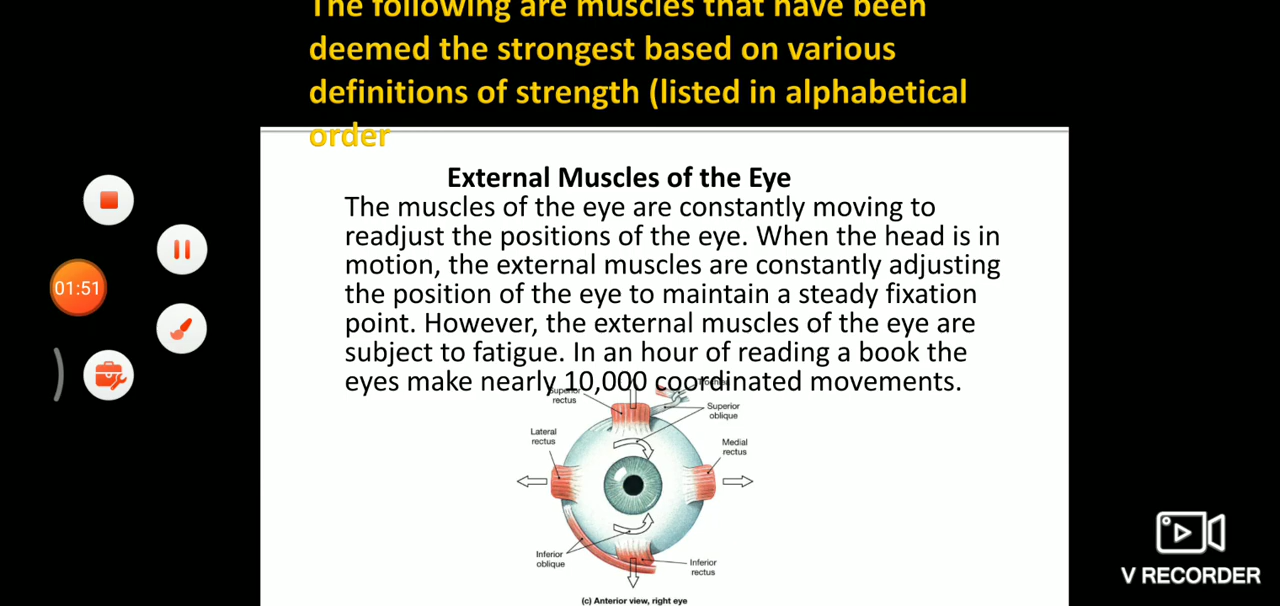 The following are muscles that have been
deemed the strongest based on various
definitions of strength (listed in alphabetical
order
External Muscles of the Eye
The muscles of the eye are constantly moving to
readjust the positions of the eye. When the head is in
motion, the external muscles are constantly adjusting
the position of the eye to maintain a steady fixation
point. However, the external muscles of the eye are
subject to fatigue. In an hour of reading a book the
eyes make nearly 10,000 coordinated movements.
01:51
Superior
rectus
Superior
oblique
Lateral
rectus
Medial
rectus
Inferior
oblique
Inferior
rectus
(c) Anterior view, right eye
V RECORDER